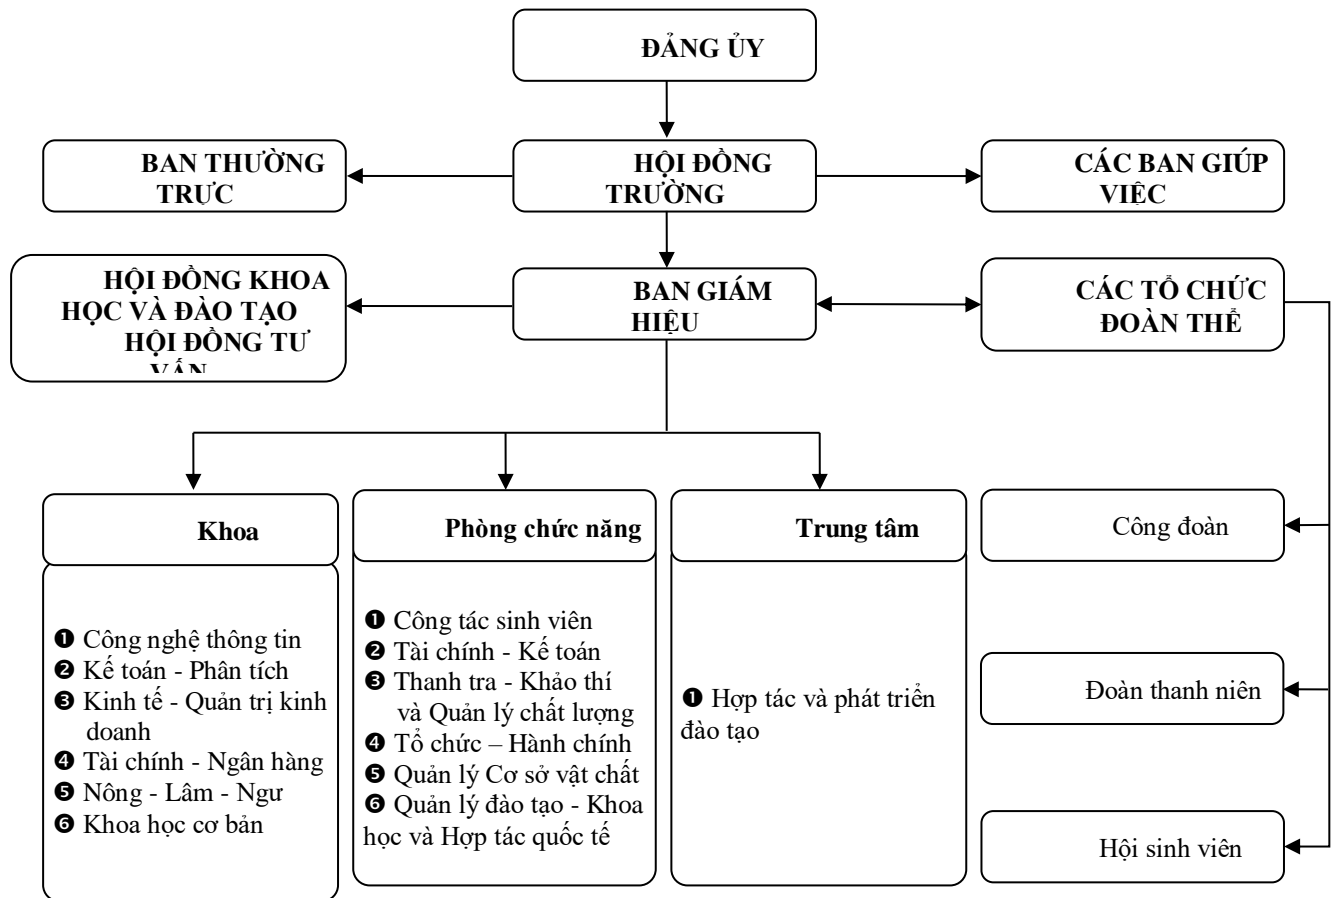 ĐẢNG ỦY
BAN THƯỜNG
TRỰC
HỘI ĐỒNG
TRƯỜNG
CÁC BAN GIÚP
VIỆC
HỘI ĐỒNG KHOA
HỌC VÀ ĐÀO TẠO
HỘI ĐỒNG TƯ
VẤN
BAN GIÁM
HIỆU
CÁC TỔ CHỨC
ĐOÀN THỂ
Khoa
❶ Công nghệ thông tin
❷ Kế toán - Phân tích
❸ Kinh tế - Quản trị kinh
doanh
❹ Tài chính - Ngân hàng
❺ Nông - Lâm - Ngư
❻ Khoa học cơ bản
Phòng chức năng
❶ Công tác sinh viên
❷ Tài chính - Kế toán
❸ Thanh tra - Khảo thí
và Quản lý chất lượng
❹ Tổ chức – Hành chính
❺ Quản lý Cơ sở vật chất
❻ Quản lý đào tạo - Khoa
học và Hợp tác quốc tế
Trung tâm
❶ Hợp tác và phát triển
đào tạo
Công đoàn
Đoàn thanh niên
Hội sinh viên